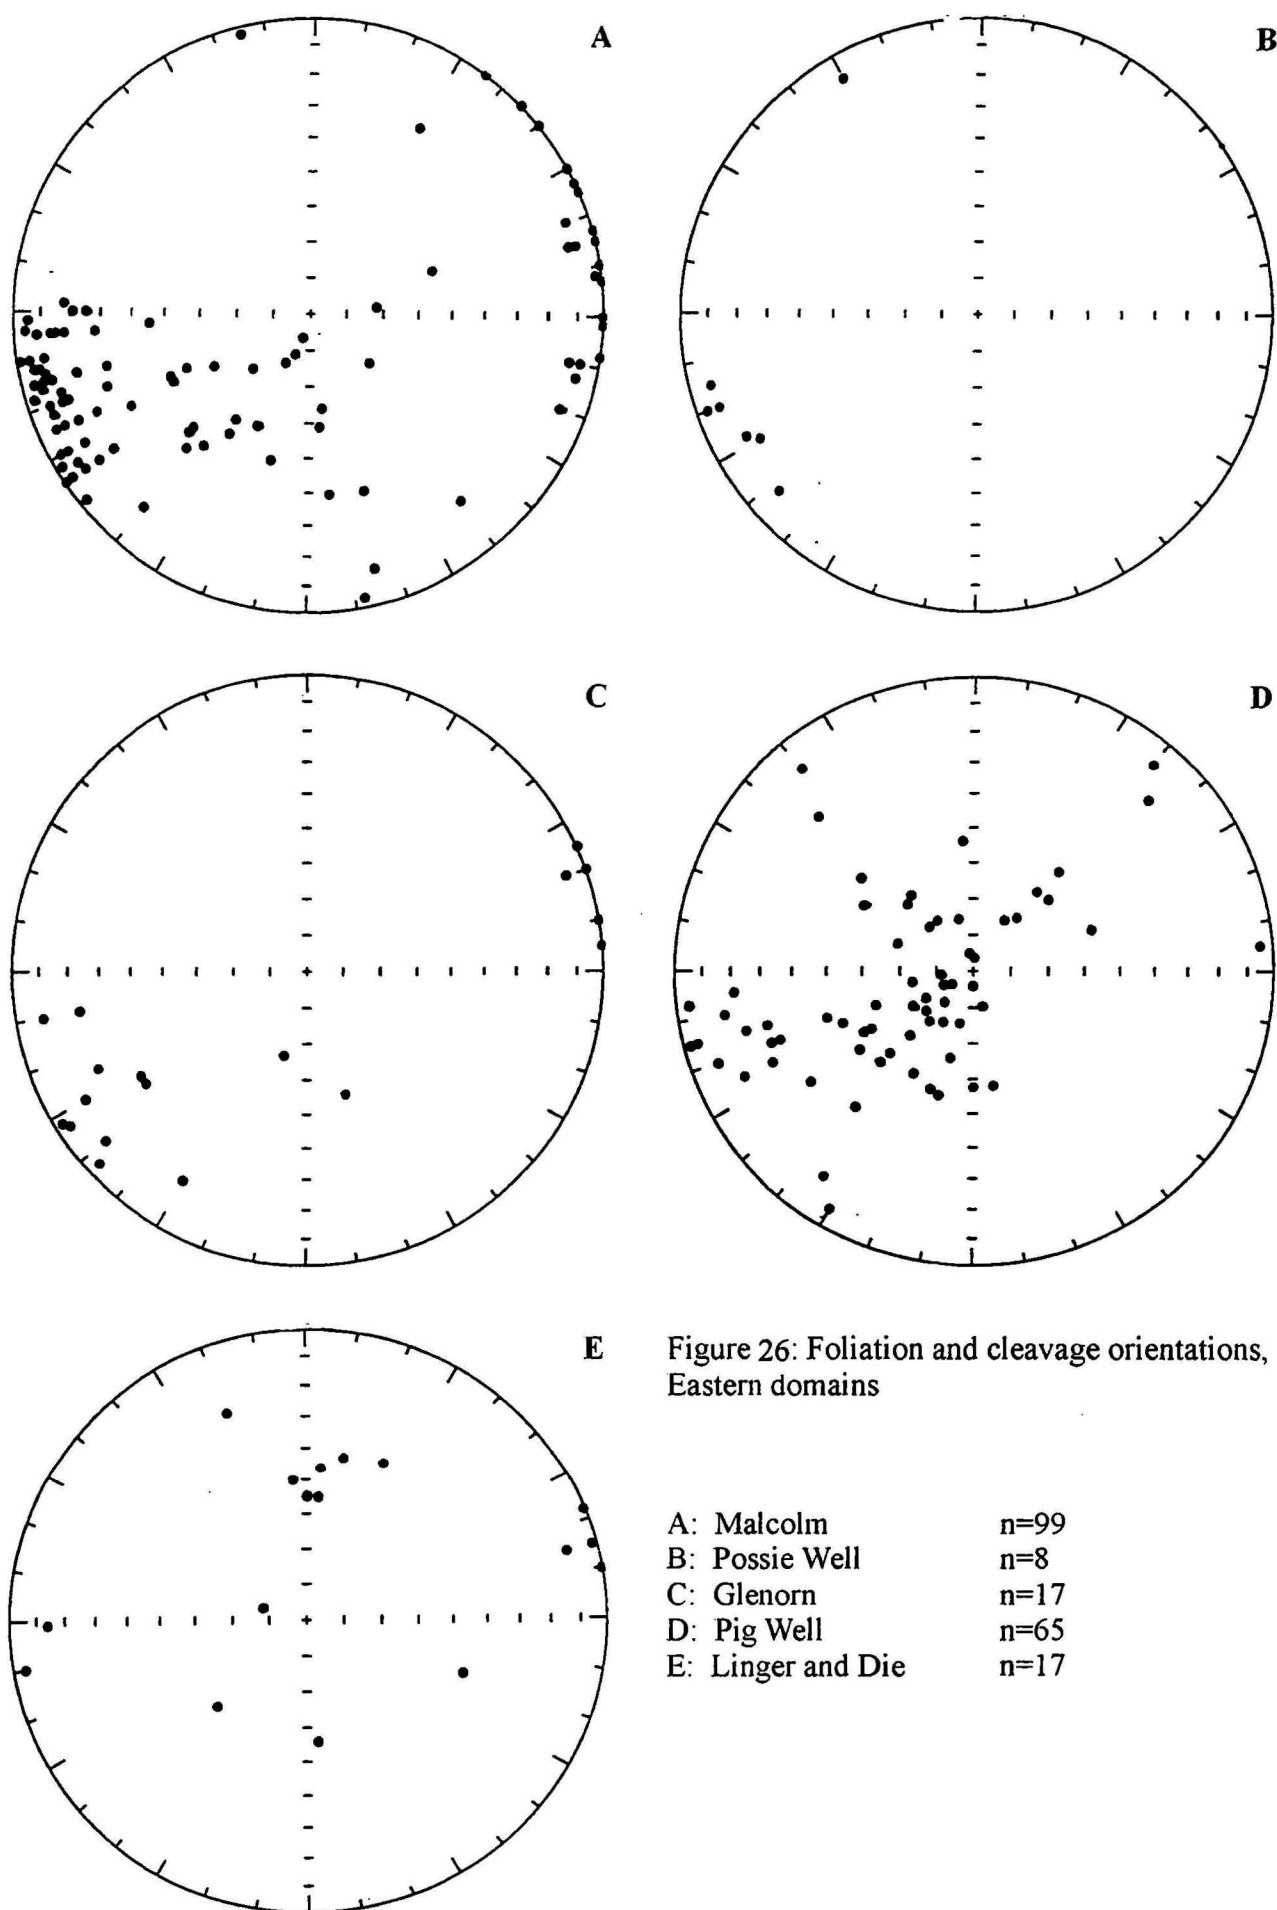 A
B
C
D
E
Figure 26: Foliation and cleavage orientations,
Eastern domains
A: Malcolm n=99
B: Possie Well n=8
C: Glenorn n=17
D: Pig Well n=65
E: Linger and Die n=17